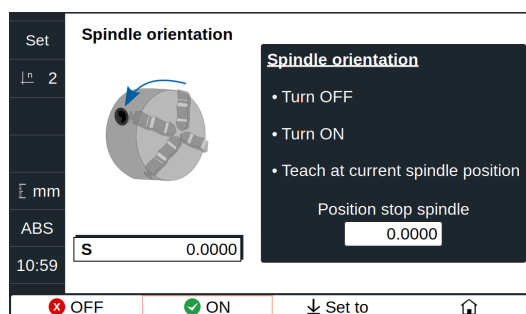 Set
2
mm
ABS
10:59
Spindle orientation
S 0.0000
Spindle orientation
• Turn OFF
• Turn ON
• Teach at current spindle position
Position stop spindle
0.0000
OFF
ON
Set to